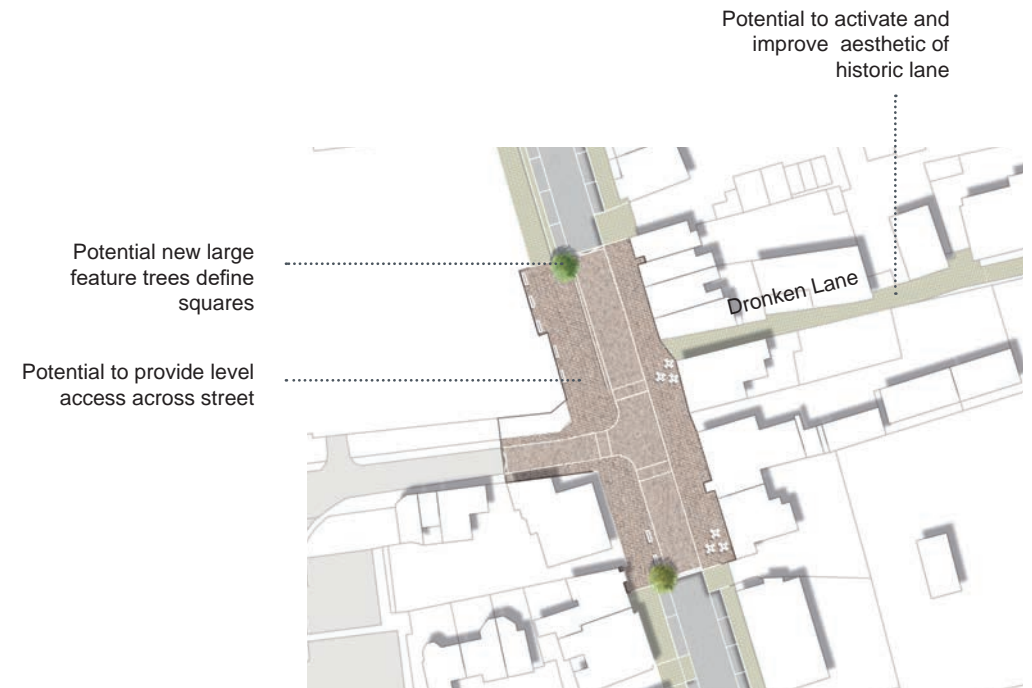 Potential to activate and
improve aesthetic of
historic lane
Potential new large
feature trees define
squares
Dronken Lane
Potential to provide level
access across street